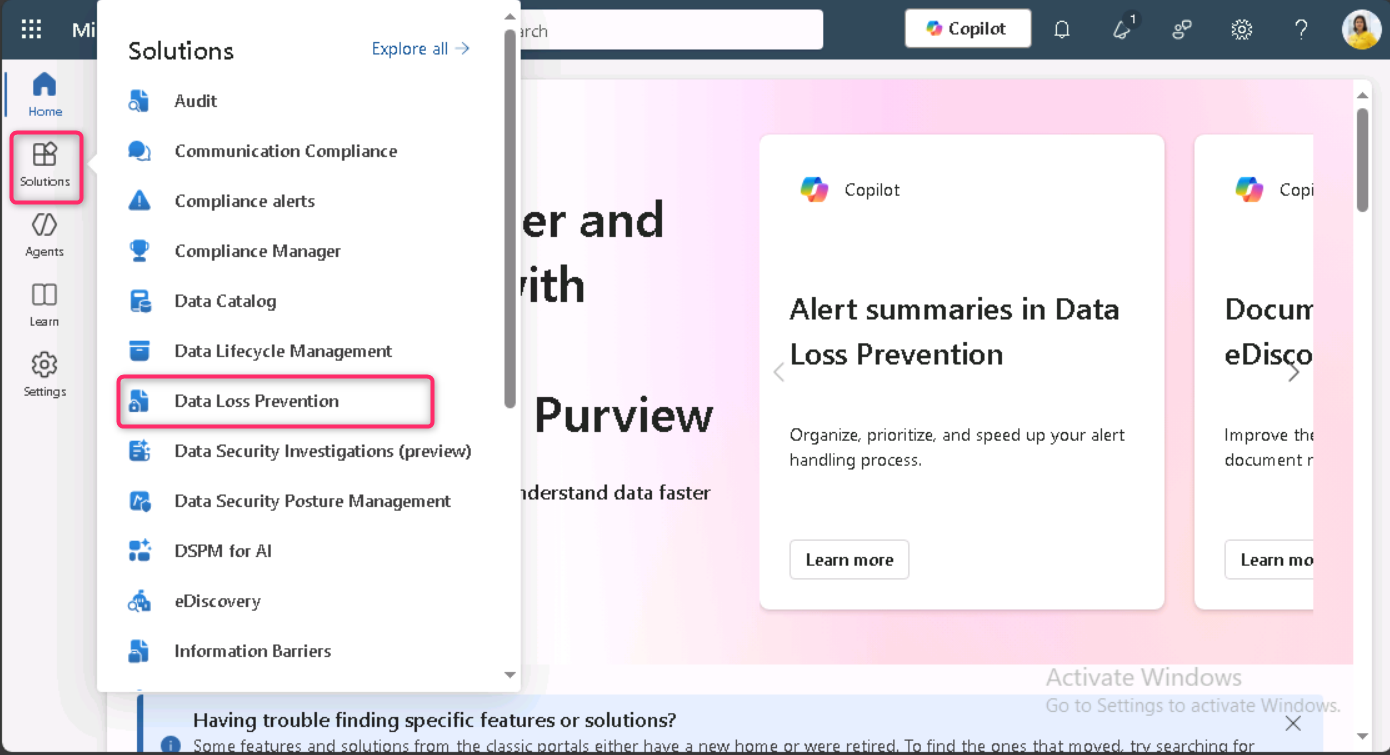 Mi
arch
Copilot
1
Home
Solutions
Agents
Learn
Settings
Solutions
Explore all →
Audit
Communication Compliance
Compliance alerts
Compliance Manager
Data Catalog
Data Lifecycle Management
Data Loss Prevention
Data Security Investigations (preview)
Data Security Posture Management
DSPM for AI
eDiscovery
Information Barriers
er and
with
Purview
nderstand data faster
Copilot
Alert summaries in Data
Loss Prevention
Organize, prioritize, and speed up your alert
handling process.
Learn more
Copi
Docum
eDisco
Improve the
document r
Learn mo
Activate Windows
Go to Settings to activate Windows.
Having trouble finding specific features or solutions?
Some features and solutions from the classic portals either have a new home or were retired. To find the ones that moved, try searching for